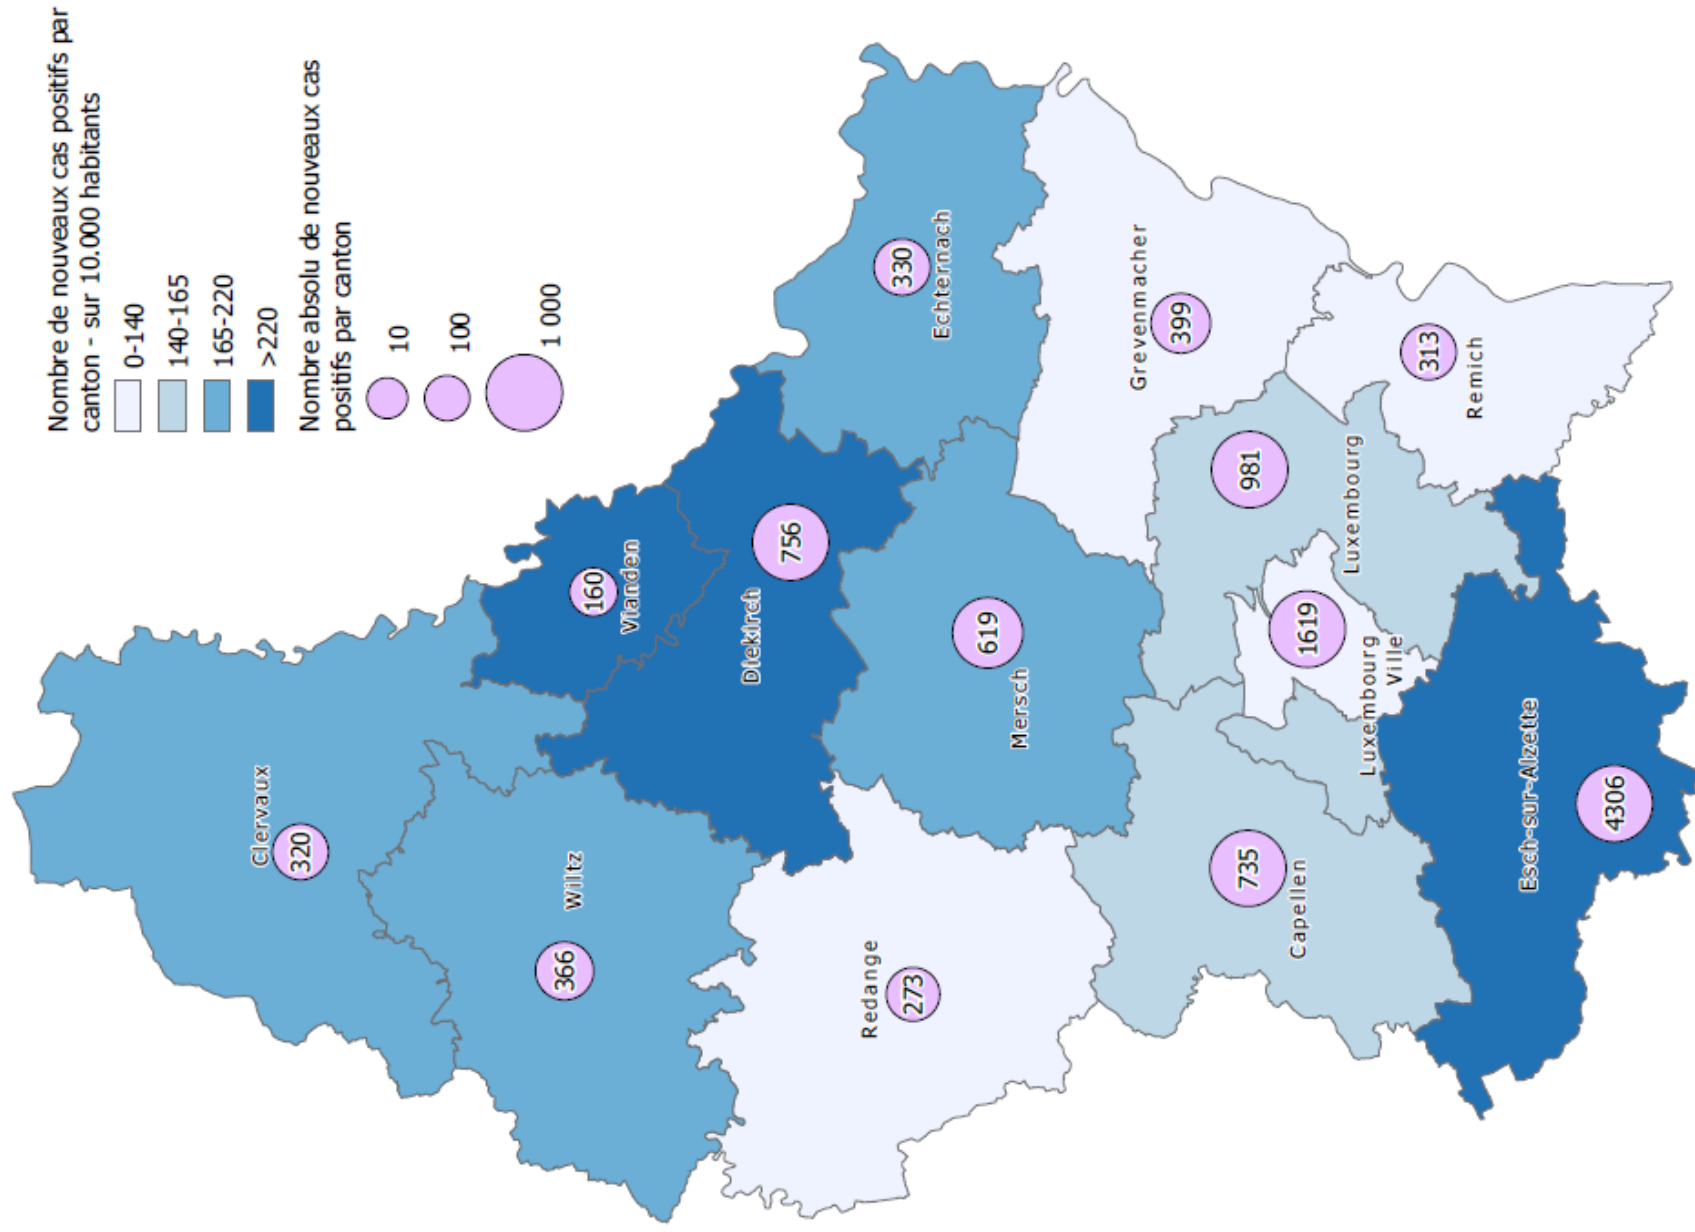 Nombre de nouveaux cas positifs par
canton - sur 10.000 habitants
0-140
140-165
165-220
>220
Nombre absolu de nouveaux cas
positifs par canton
10
100
1 000
Clervaux
320
Wiltz
366
160
Vianden
Diekirch
756
Redange
273
619
Mersch
330
Echternach
Grevenmacher
399
735
Capellen
981
Luxembourg
1619
Luxembourg
Ville
313
Remich
Esch-sur-Alzette
4306